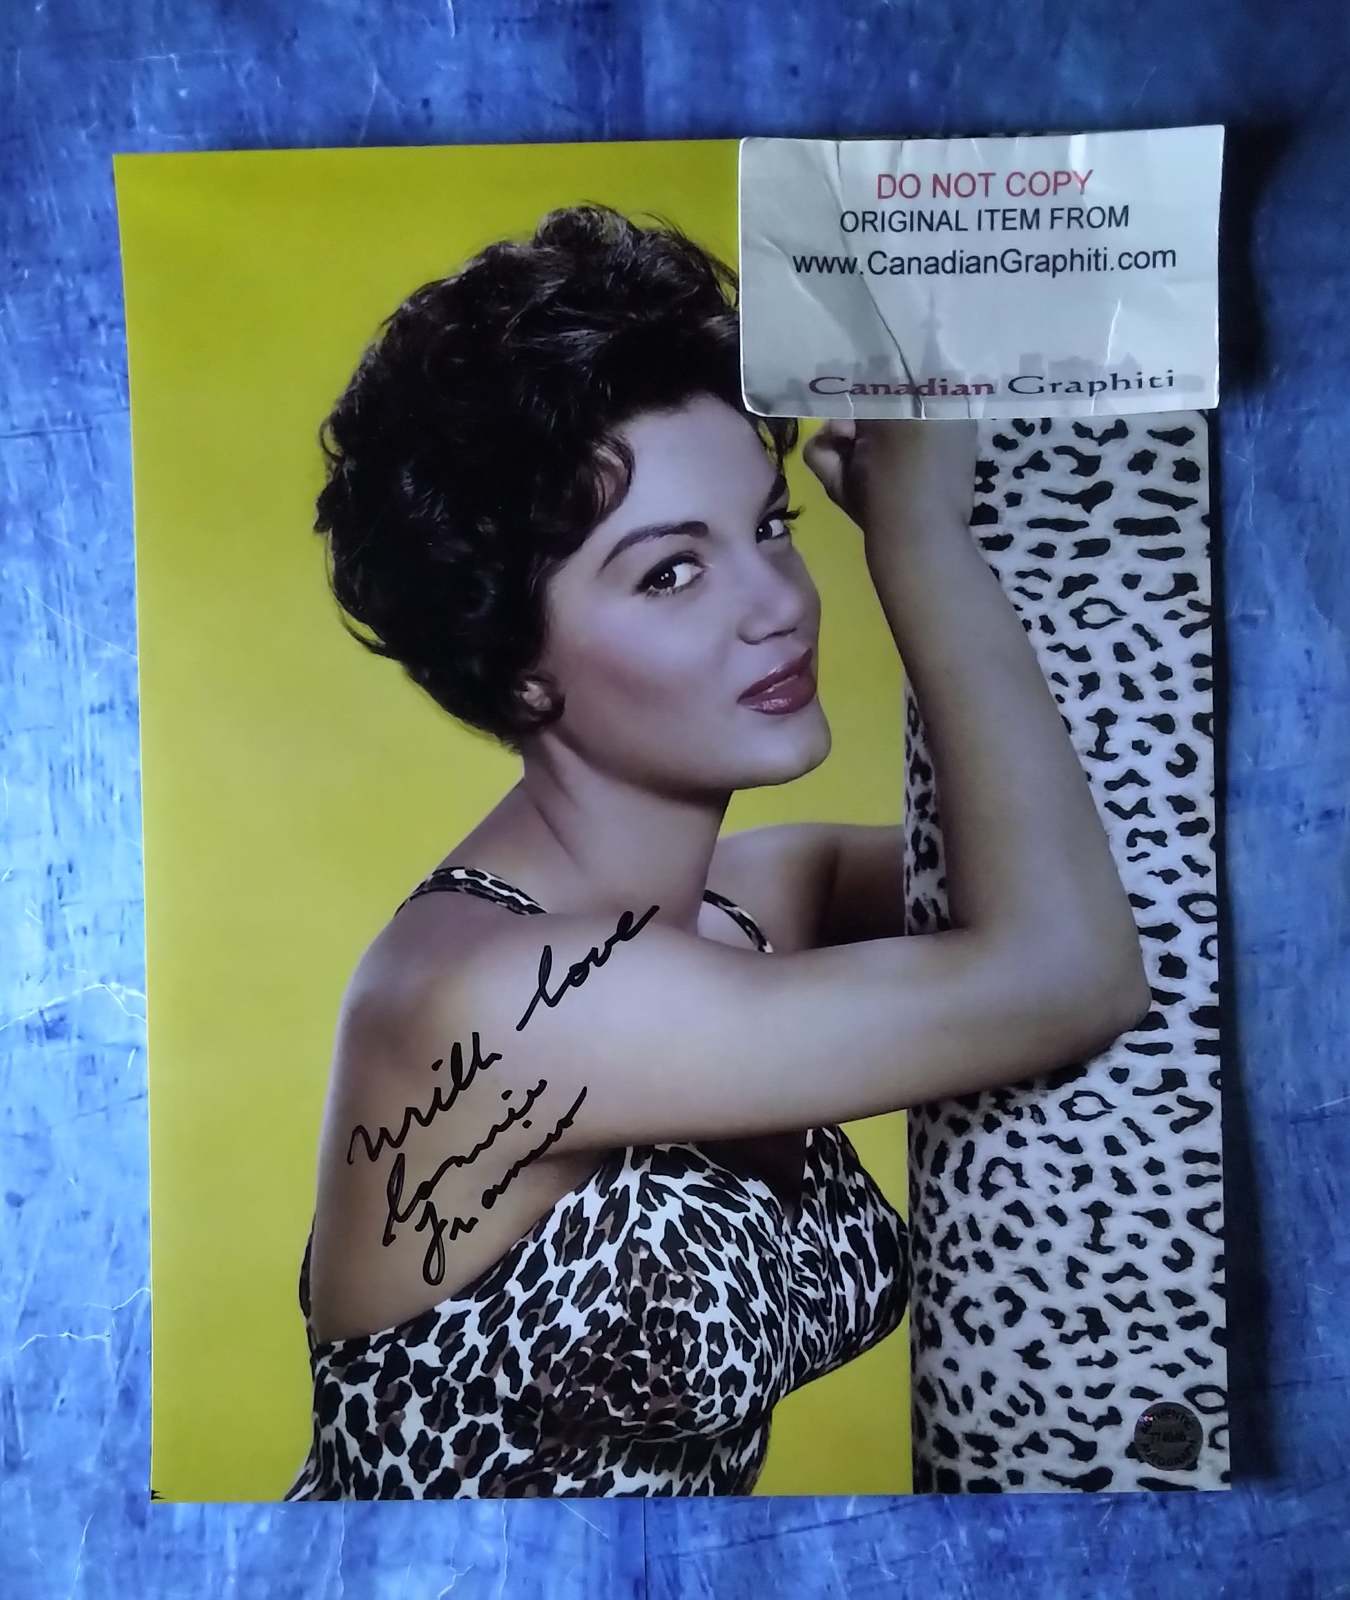 DO NOT COPY
ORIGINAL ITEM FROM
www.CanadianGraphiti.com
Canadian Graphiti
With love
Connie
Francis